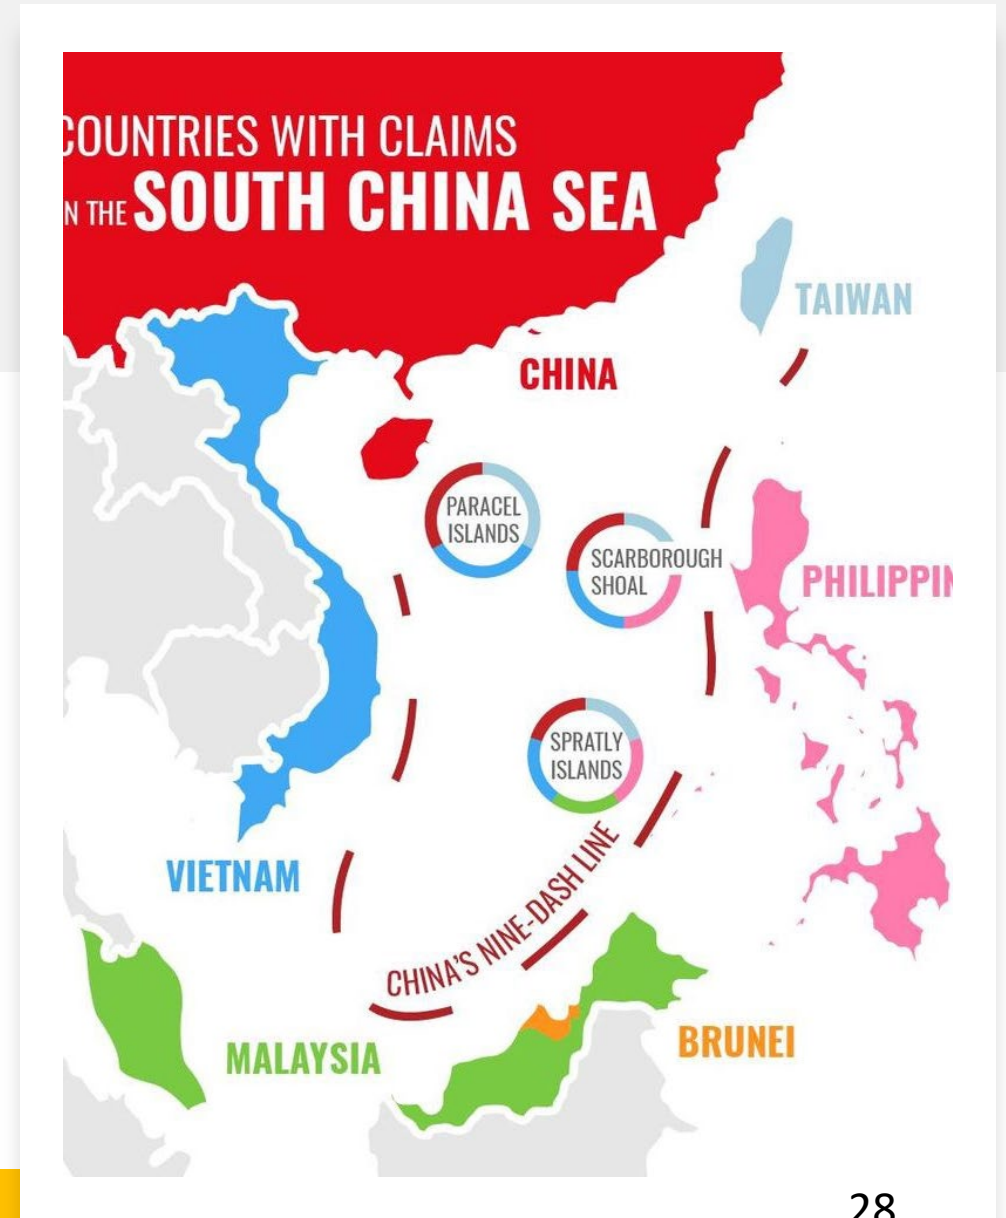 COUNTRIES WITH CLAIMS
N THE SOUTH CHINA SEA
TAIWAN
CHINA
PARACEL
ISLANDS
SCARBOROUGH
SHOAL
PHILIPPIN
SPRATLY
ISLANDS
VIETNAM
CHINA'S NINE-DASH LINE
MALAYSIA
BRUNEI
28